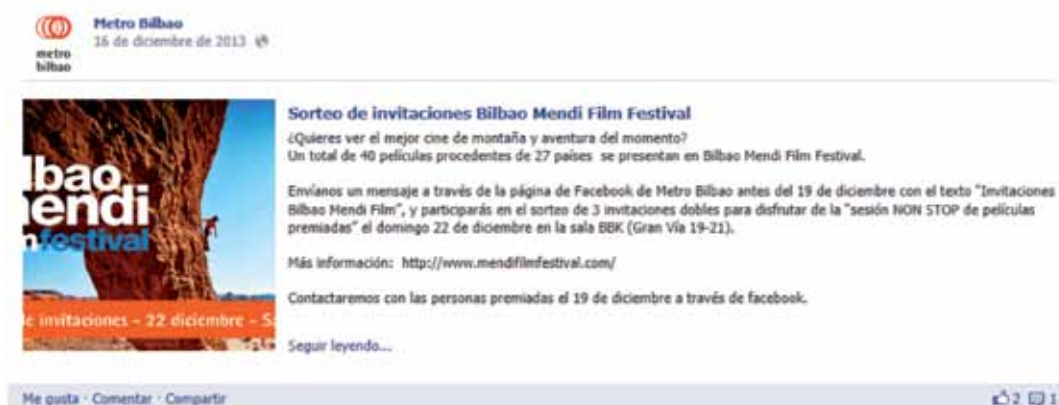 Metro Bilbao
16 de diciembre de 2013
metro
bilbao
Sorteo de invitaciones Bilbao Mendi Film Festival
¿Quieres ver el mejor cine de montaña y aventura del momento?
Un total de 40 películas procedentes de 27 países se presentan en Bilbao Mendi Film Festival.
Envíanos un mensaje a través de la página de Facebook de Metro Bilbao antes del 19 de diciembre con el texto "Invitaciones
Bilbao Mendi Film", y participarás en el sorteo de 3 invitaciones dobles para disfrutar de la "sesión NON STOP de películas
premiadas" el domingo 22 de diciembre en la sala BBK (Gran Vía 19-21).
Más información: http://www.mendifilmfestival.com/
Contactaremos con las personas premiadas el 19 de diciembre a través de facebook.
Seguir leyendo...
lbao
endi
mfestival
e invitaciones - 22 diciembre - S
Me gusta · Comentar · Compartir
2 1